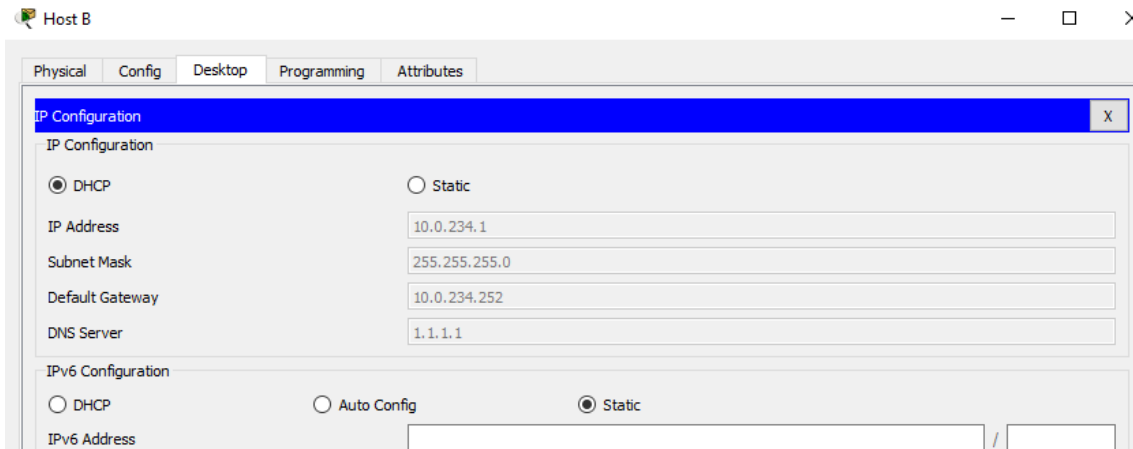 Host B
Physical Config Desktop Programming Attributes
IP Configuration X
IP Configuration
DHCP Static
IP Address 10.0.234.1
Subnet Mask 255.255.255.0
Default Gateway 10.0.234.252
DNS Server 1.1.1.1
IPv6 Configuration
DHCP Auto Config Static
IPv6 Address /